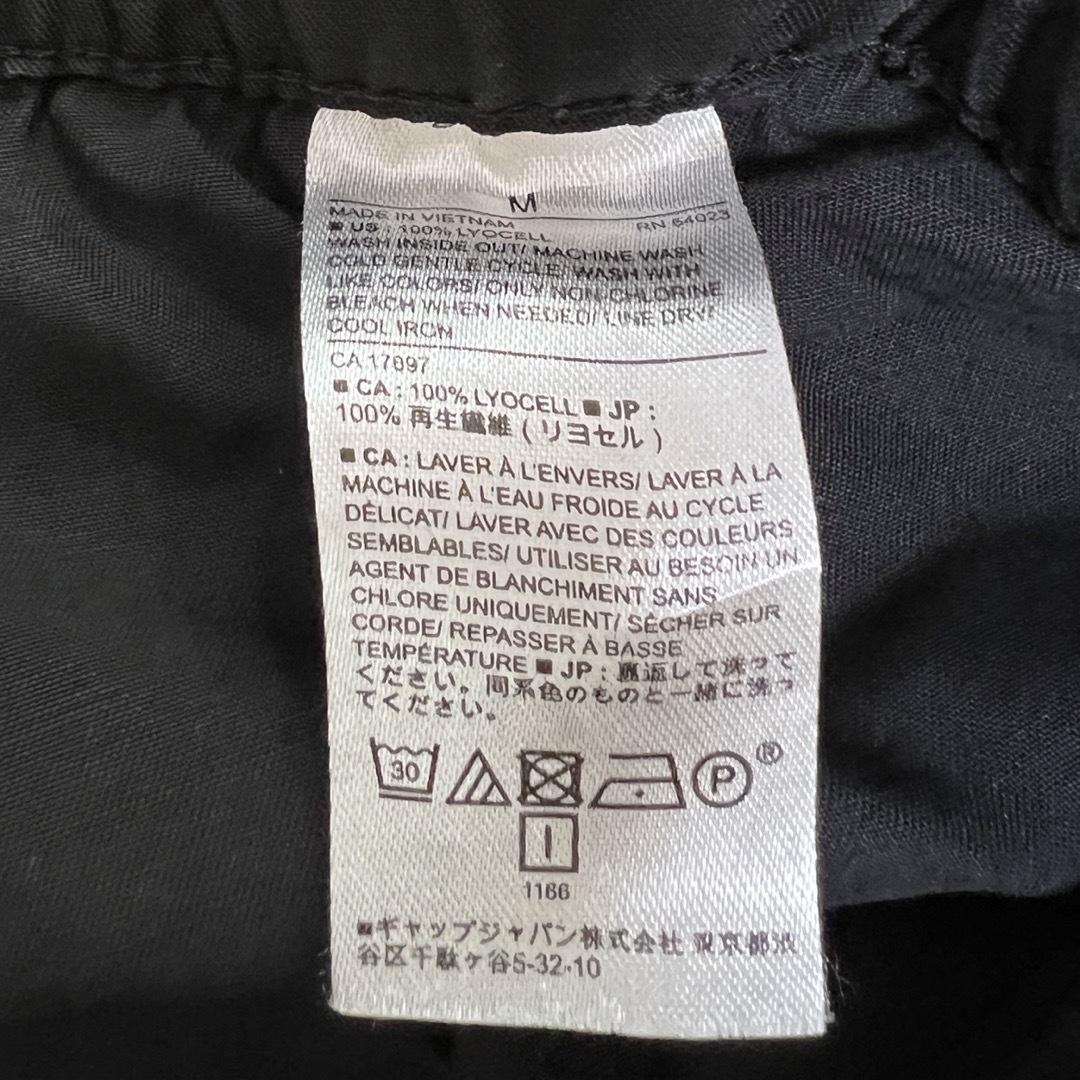 M
MADE IN VIETNAM RN 54023
■ US : 100% LYOCELL
WASH INSIDE OUT/ MACHINE WASH
COLD GENTLE CYCLE/ WASH WITH
LIKE COLORS/ ONLY NON-CHLORINE
BLEACH WHEN NEEDED/ LINE DRY/
COOL IRON
CA 17897
■ CA : 100% LYOCELL ■ JP :
100% 再生繊維 ( リヨセル )
■ CA : LAVER À L'ENVERS/ LAVER À LA
MACHINE À L'EAU FROIDE AU CYCLE
DÉLICAT/ LAVER AVEC DES COULEURS
SEMBLABLES/ UTILISER AU BESOIN UN
AGENT DE BLANCHIMENT SANS
CHLORE UNIQUEMENT/ SÉCHER SUR
CORDE/ REPASSER À BASSE
TEMPÉRATURE ■ JP : 裏返して洗って
ください。同系色のものと一緒に洗っ
てください。
30 P ®
1166
■ギャップジャパン株式会社 東京都渋
谷区千駄ヶ谷5-32-10